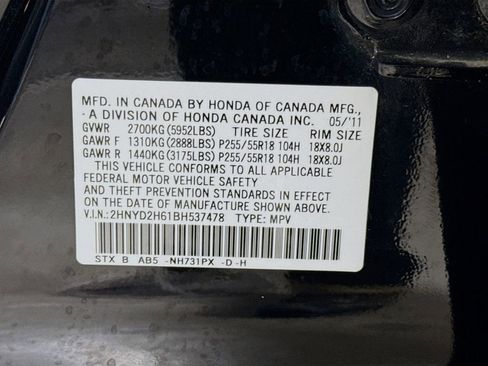 MFD. IN CANADA BY HONDA OF CANADA MFG.,
- A DIVISION OF HONDA CANADA INC. 05/'11
GVWR 2700KG(5952LBS) TIRE SIZE RIM SIZE
GAWR F 1310KG(2888LBS) P255/55R18 104H 18X8.0J
GAWR R 1440KG(3175LBS) P255/55R18 104H 18X8.0J
THIS VEHICLE CONFORMS TO ALL APPLICABLE
FEDERAL MOTOR VEHICLE SAFETY
STANDARDS IN EFFECT
ON THE DATE OF MANUFACTURE SHOWN ABOVE.
V.I.N.:2HNYD2H61BH537478 TYPE: MPV
STX B AB5 -NH731PX -D-H